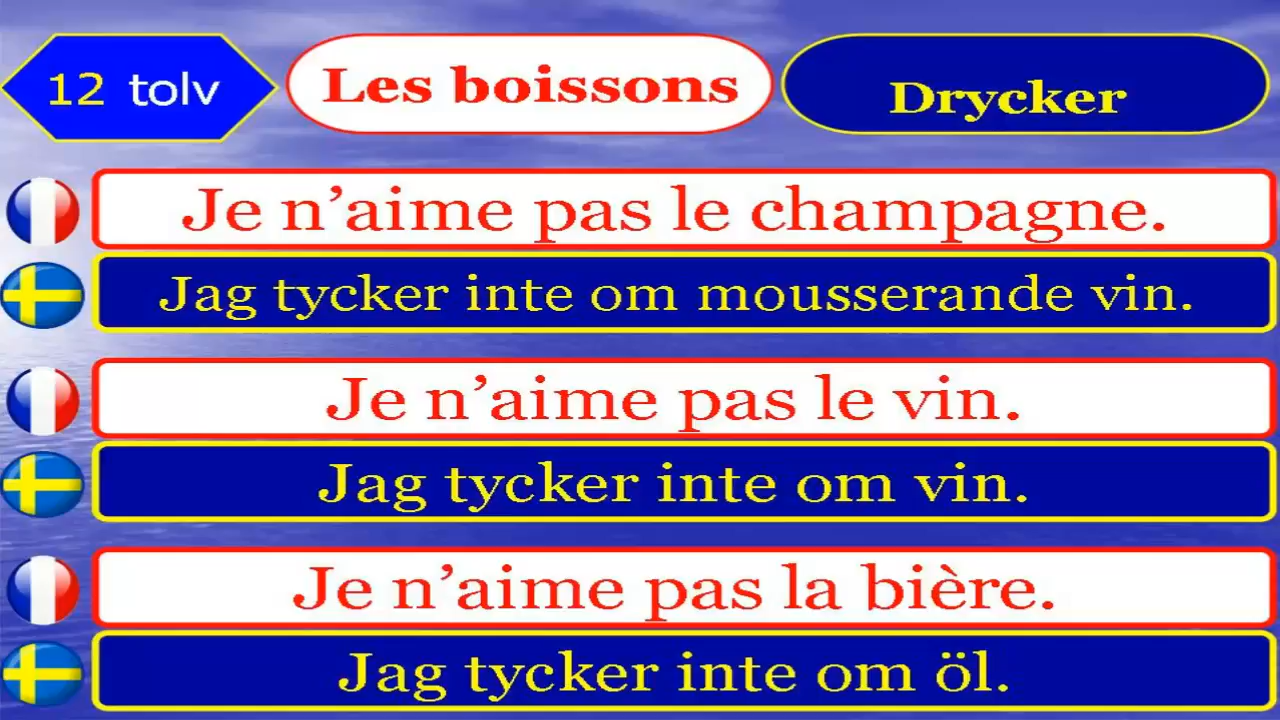 12 tolv
Les boissons
Drycker
Je n’aime pas le champagne.
Jag tycker inte om mousserande vin.
Je n’aime pas le vin.
Jag tycker inte om vin.
Je n’aime pas la bière.
Jag tycker inte om öl.